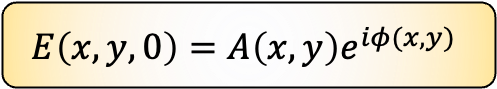 E(x, y, 0) = A(x, y)e^{iϕ(x,y)}